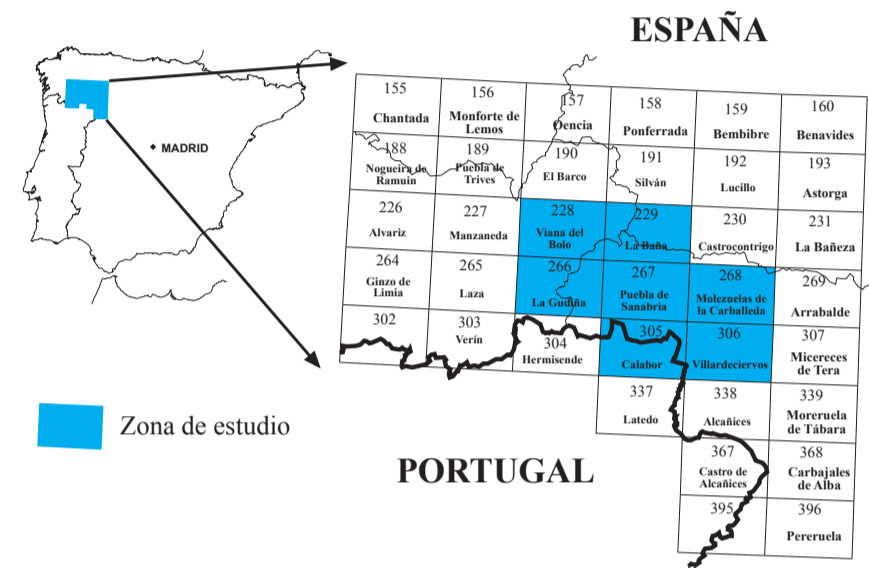 ESPAÑA
MADRID
155
Chantada
156
Monforte de
Lemos
157
Oencia
158
Ponferrada
159
Bembibre
160
Benavides
188
Nogueira de
Ramuin
189
Puebla de
Trives
190
El Barco
191
Silván
192
Lucillo
193
Astorga
226
Alvariz
227
Manzaneda
228
Viana del
Bolo
229
La Baña
230
Castrocontrigo
231
La Bañeza
264
Ginzo de
Limia
265
Laza
266
La Gudiña
267
Puebla de
Sanabria
268
Molezuelas de
la Carballeda
269
Arrabalde
302
303
Verín
304
Hermisende
305
Calabor
306
Villardeciervos
307
Micereces
de Tera
337
Latedo
338
Alcañices
339
Moreruela
de Tábara
367
Castro de
Alcañices
368
Carbajales
de Alba
395
396
Pereruela
Zona de estudio
PORTUGAL